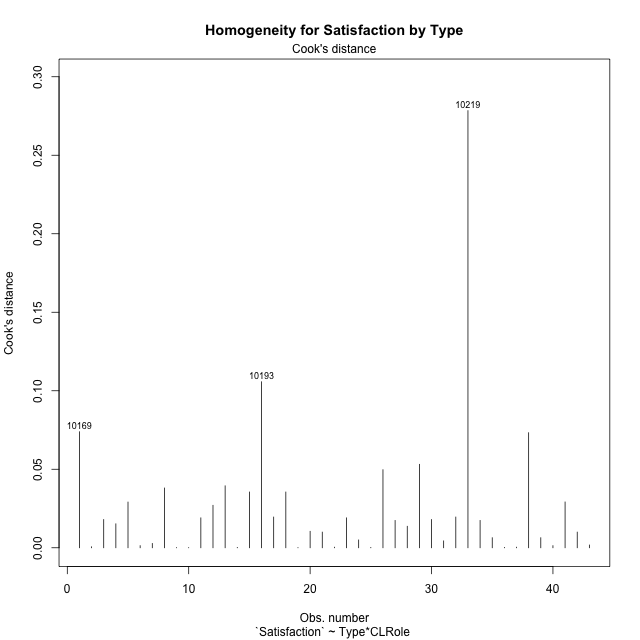 Homogeneity for Satisfaction by Type
Cook's distance
Cook's distance
0.30
0.25
0.20
0.15
0.10
0.05
0.00
10219
10193
10169
0 10 20 30 40
Obs. number
`Satisfaction` ~ Type*CLRole